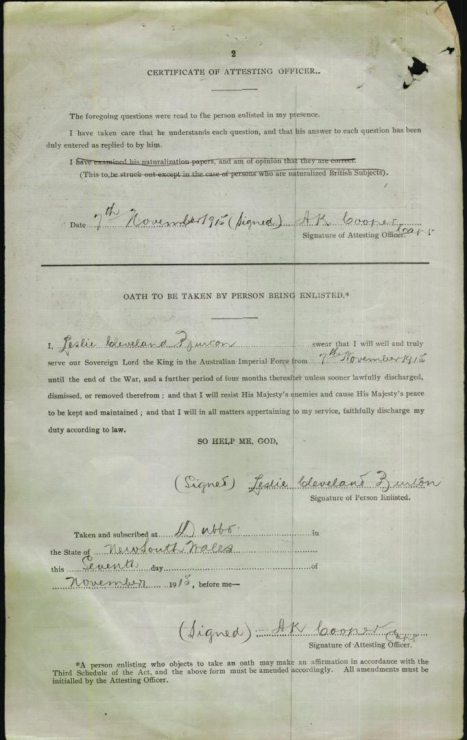 2
CERTIFICATE OF ATTESTING OFFICER..
The foregoing questions were read to the person enlisted in my presence.
I have taken care that he understands each question, and that his answer to each question has been
duly entered as replied to by him.
I have examined his naturalization papers, and am of opinion that they are correct.
(This to be struck out except in the case of persons who are naturalized British Subjects).
Date 7th November 1915 (Signed) AK Cooper Capt
Signature of Attesting Officer.
OATH TO BE TAKEN BY PERSON BEING ENLISTED.*
I, Leslie Cleveland swear that I will well and truly
serve our Sovereign Lord the King in the Australian Imperial Force from 7th November 1915
until the end of the War, and a further period of four months thereafter unless sooner lawfully discharged,
dismissed, or removed therefrom ; and that I will resist His Majesty's enemies and cause His Majesty's peace
to be kept and maintained ; and that I will in all matters appertaining to my service, faithfully discharge my
duty according to law.
SO HELP ME, GOD,
(Signed) Leslie Cleveland
Signature of Person Enlisted.
Taken and subscribed at Dubbo in
the State of New South Wales
this Seventh day of
November 1915, before me—
(Signed) AK Cooper Capt
Signature of Attesting Officer.
*A person enlisting who objects to take an oath may make an affirmation in accordance with the
Third Schedule of the Act, and the above form must be amended accordingly. All amendments must be
initialled by the Attesting Officer.